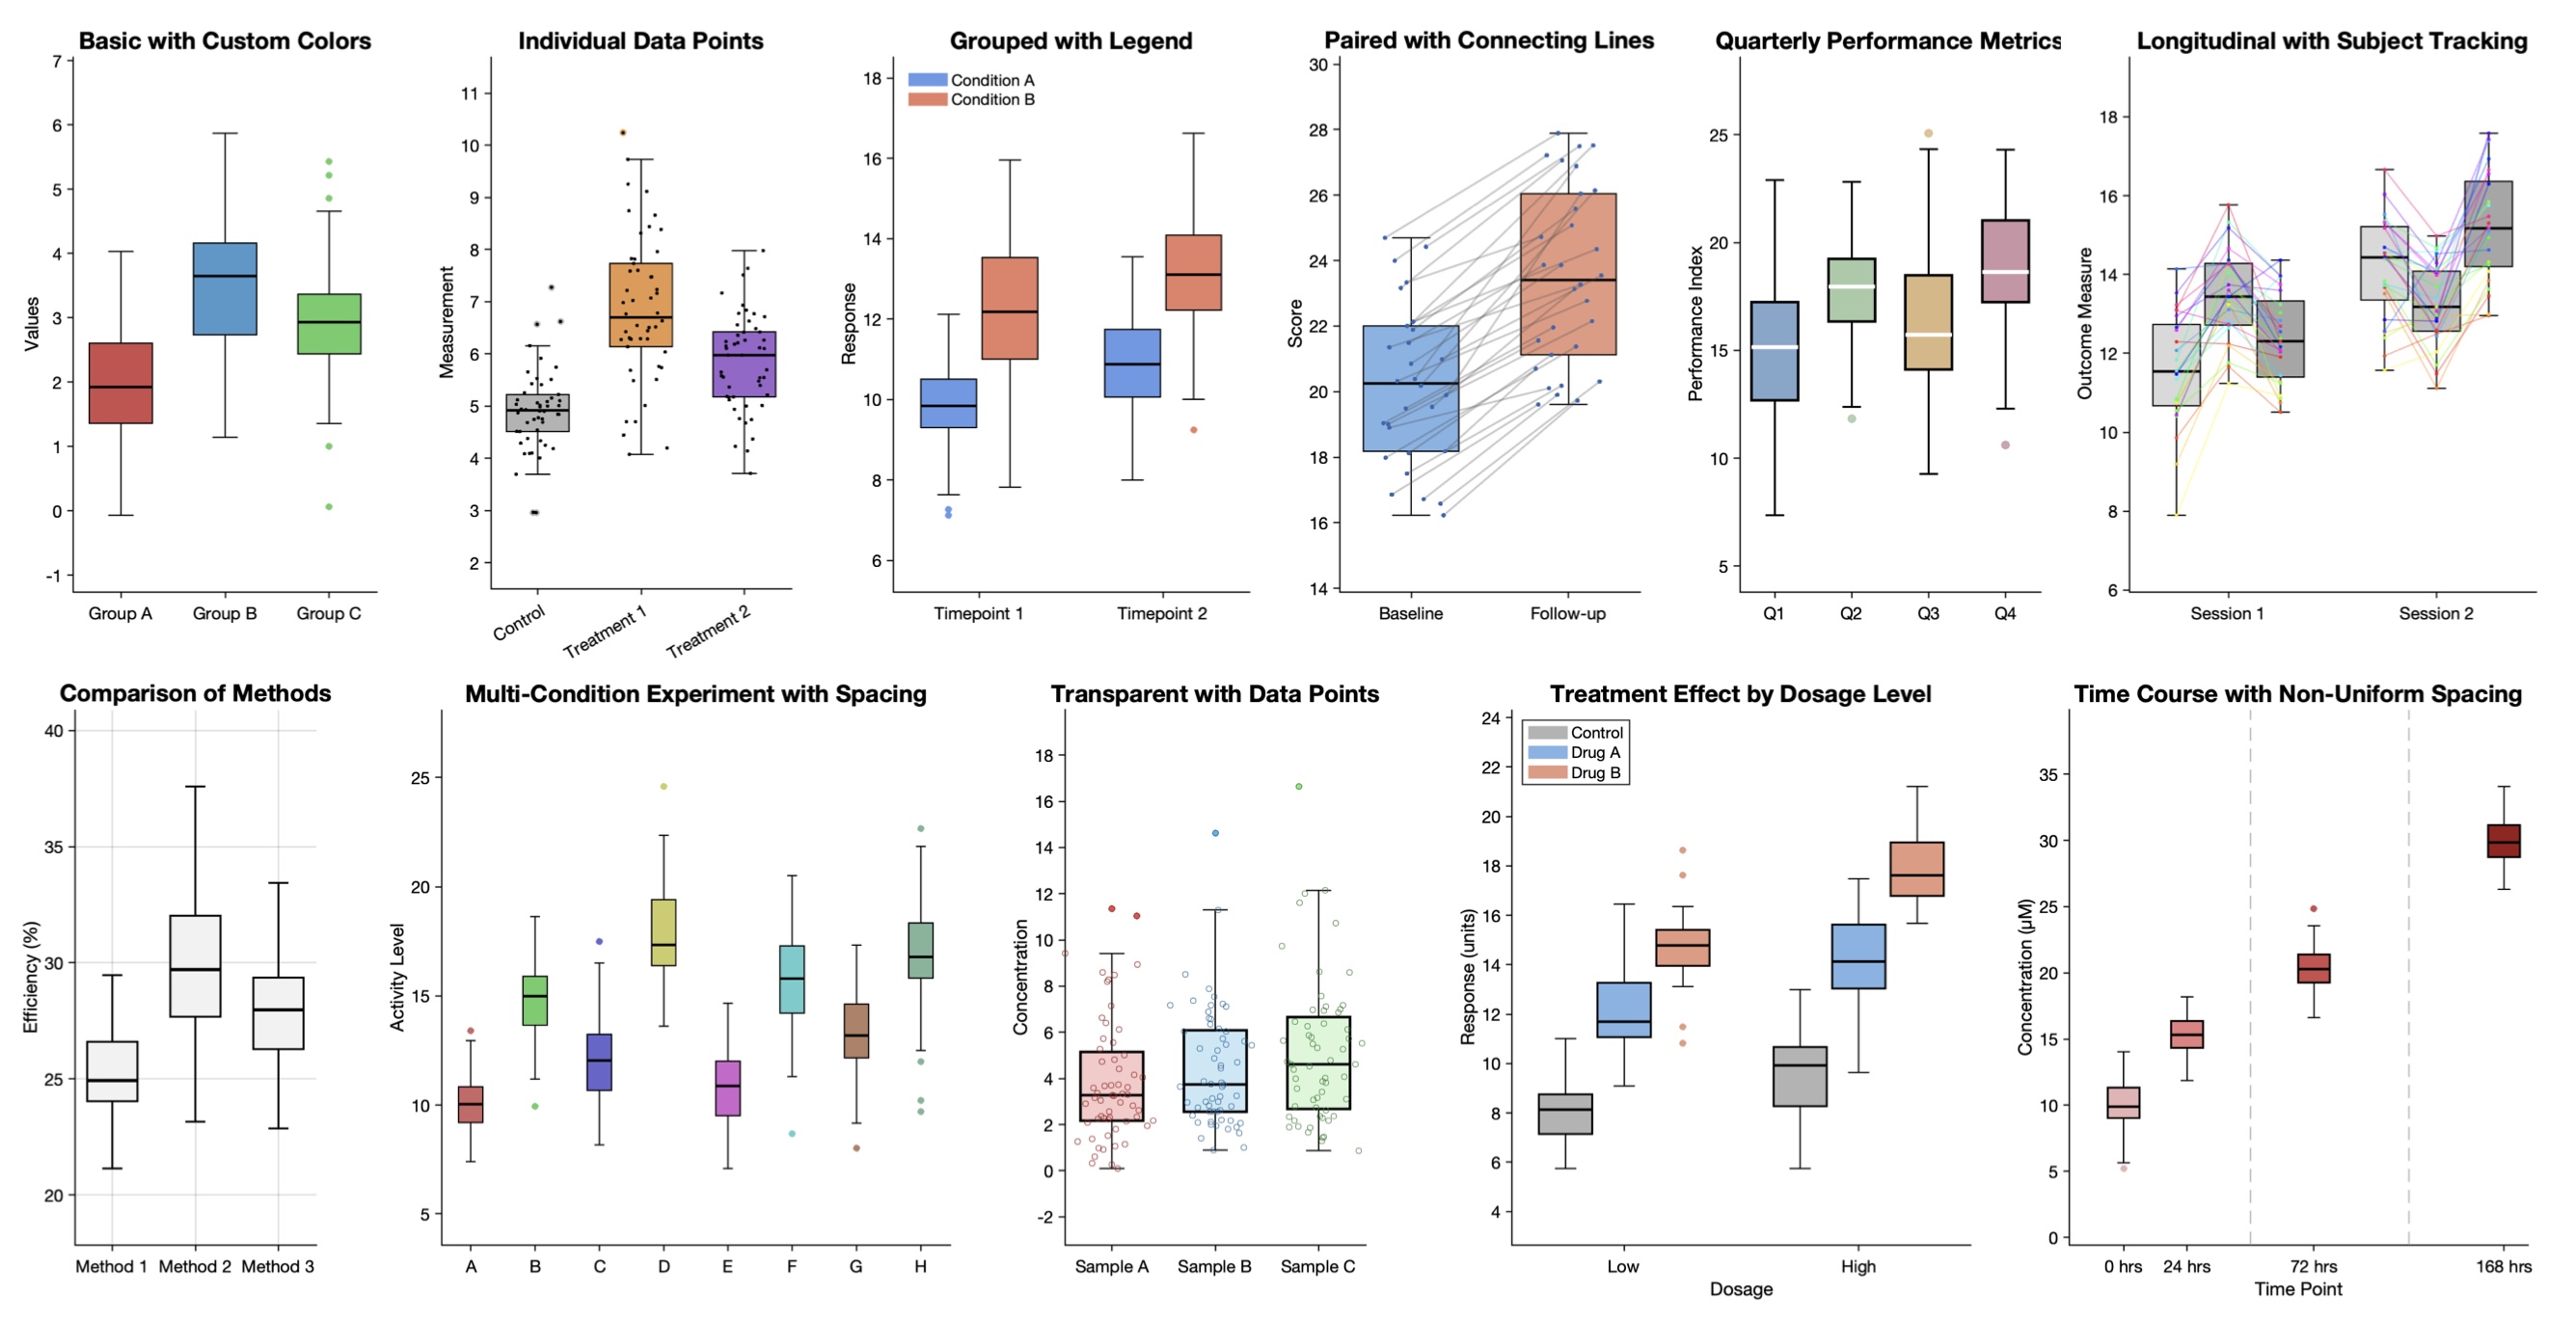 Basic with Custom Colors
Values
7
6
5
4
3
2
1
0
-1
Group A Group B Group C
Individual Data Points
Measurement
11
10
9
8
7
6
5
4
3
2
Control Treatment 1 Treatment 2
Grouped with Legend
Condition A
Condition B
Response
18
16
14
12
10
8
6
Timepoint 1 Timepoint 2
Paired with Connecting Lines
Score
30
28
26
24
22
20
18
16
14
Baseline Follow-up
Quarterly Performance Metrics
Performance Index
25
20
15
10
5
Q1 Q2 Q3 Q4
Longitudinal with Subject Tracking
Outcome Measure
18
16
14
12
10
8
6
Session 1 Session 2
Comparison of Methods
Efficiency (%)
40
35
30
25
20
Method 1 Method 2 Method 3
Multi-Condition Experiment with Spacing
Activity Level
25
20
15
10
5
A B C D E F G H
Transparent with Data Points
Concentration
18
16
14
12
10
8
6
4
2
0
-2
Sample A Sample B Sample C
Treatment Effect by Dosage Level
Control
Drug A
Drug B
Response (units)
24
22
20
18
16
14
12
10
8
6
4
Low High
Dosage
Time Course with Non-Uniform Spacing
Concentration (μM)
35
30
25
20
15
10
5
0
0 hrs 24 hrs 72 hrs 168 hrs
Time Point